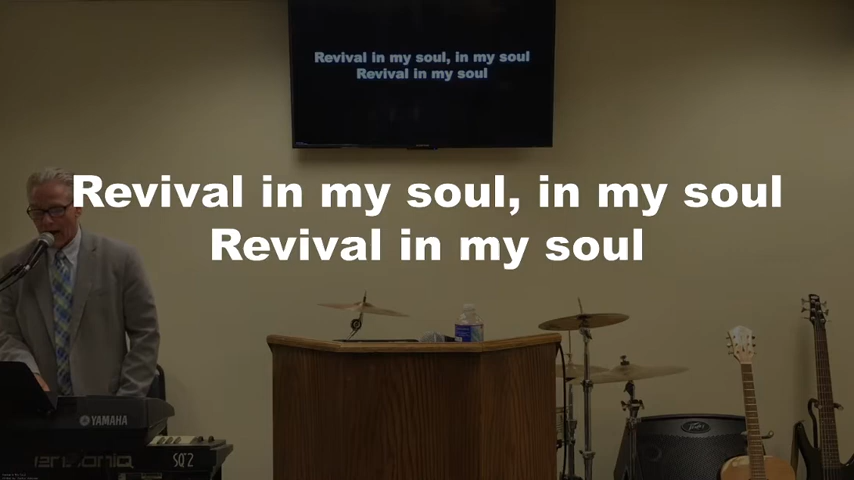 Revival in my soul, in my soul
Revival in my soul
Revival in my soul, in my soul
Revival in my soul
YAMAHA
ensoniq
SQ2
PEAVEY